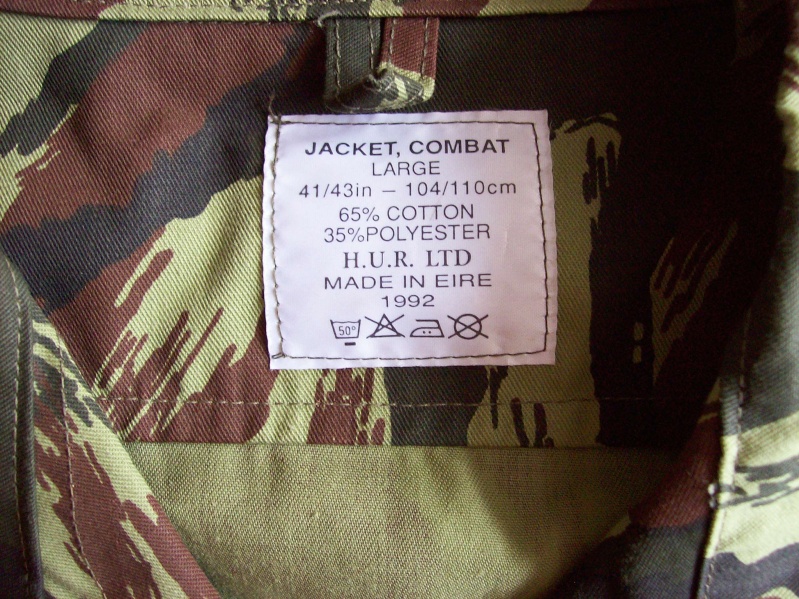 JACKET, COMBAT
LARGE
41/43in – 104/110cm
65% COTTON
35%POLYESTER
H.U.R. LTD
MADE IN EIRE
1992
50°